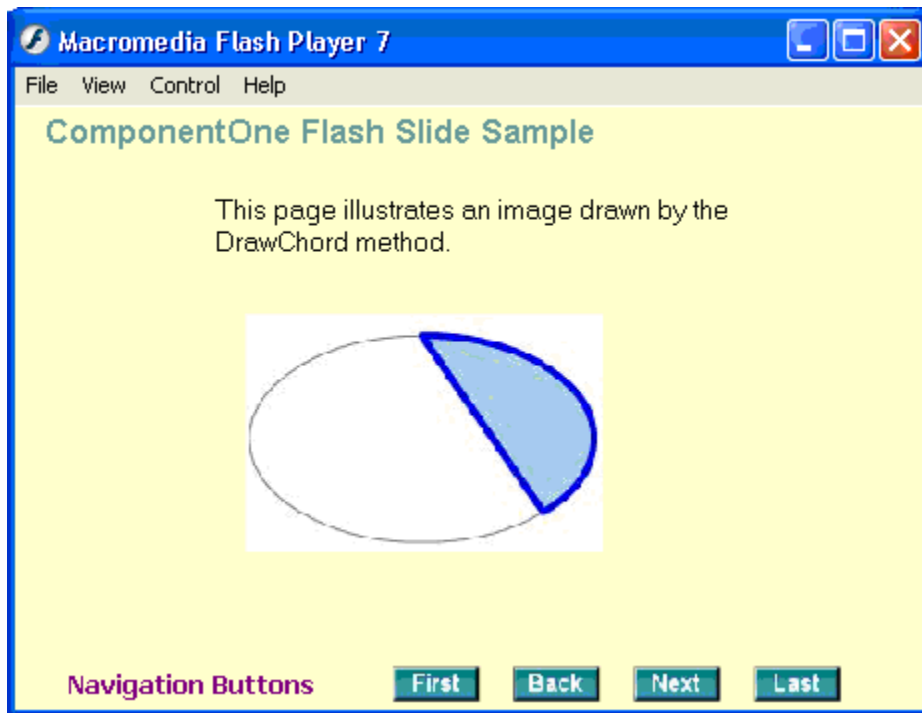 Macromedia Flash Player 7
File View Control Help
ComponentOne Flash Slide Sample
This page illustrates an image drawn by the
DrawChord method.
Navigation Buttons First Back Next Last